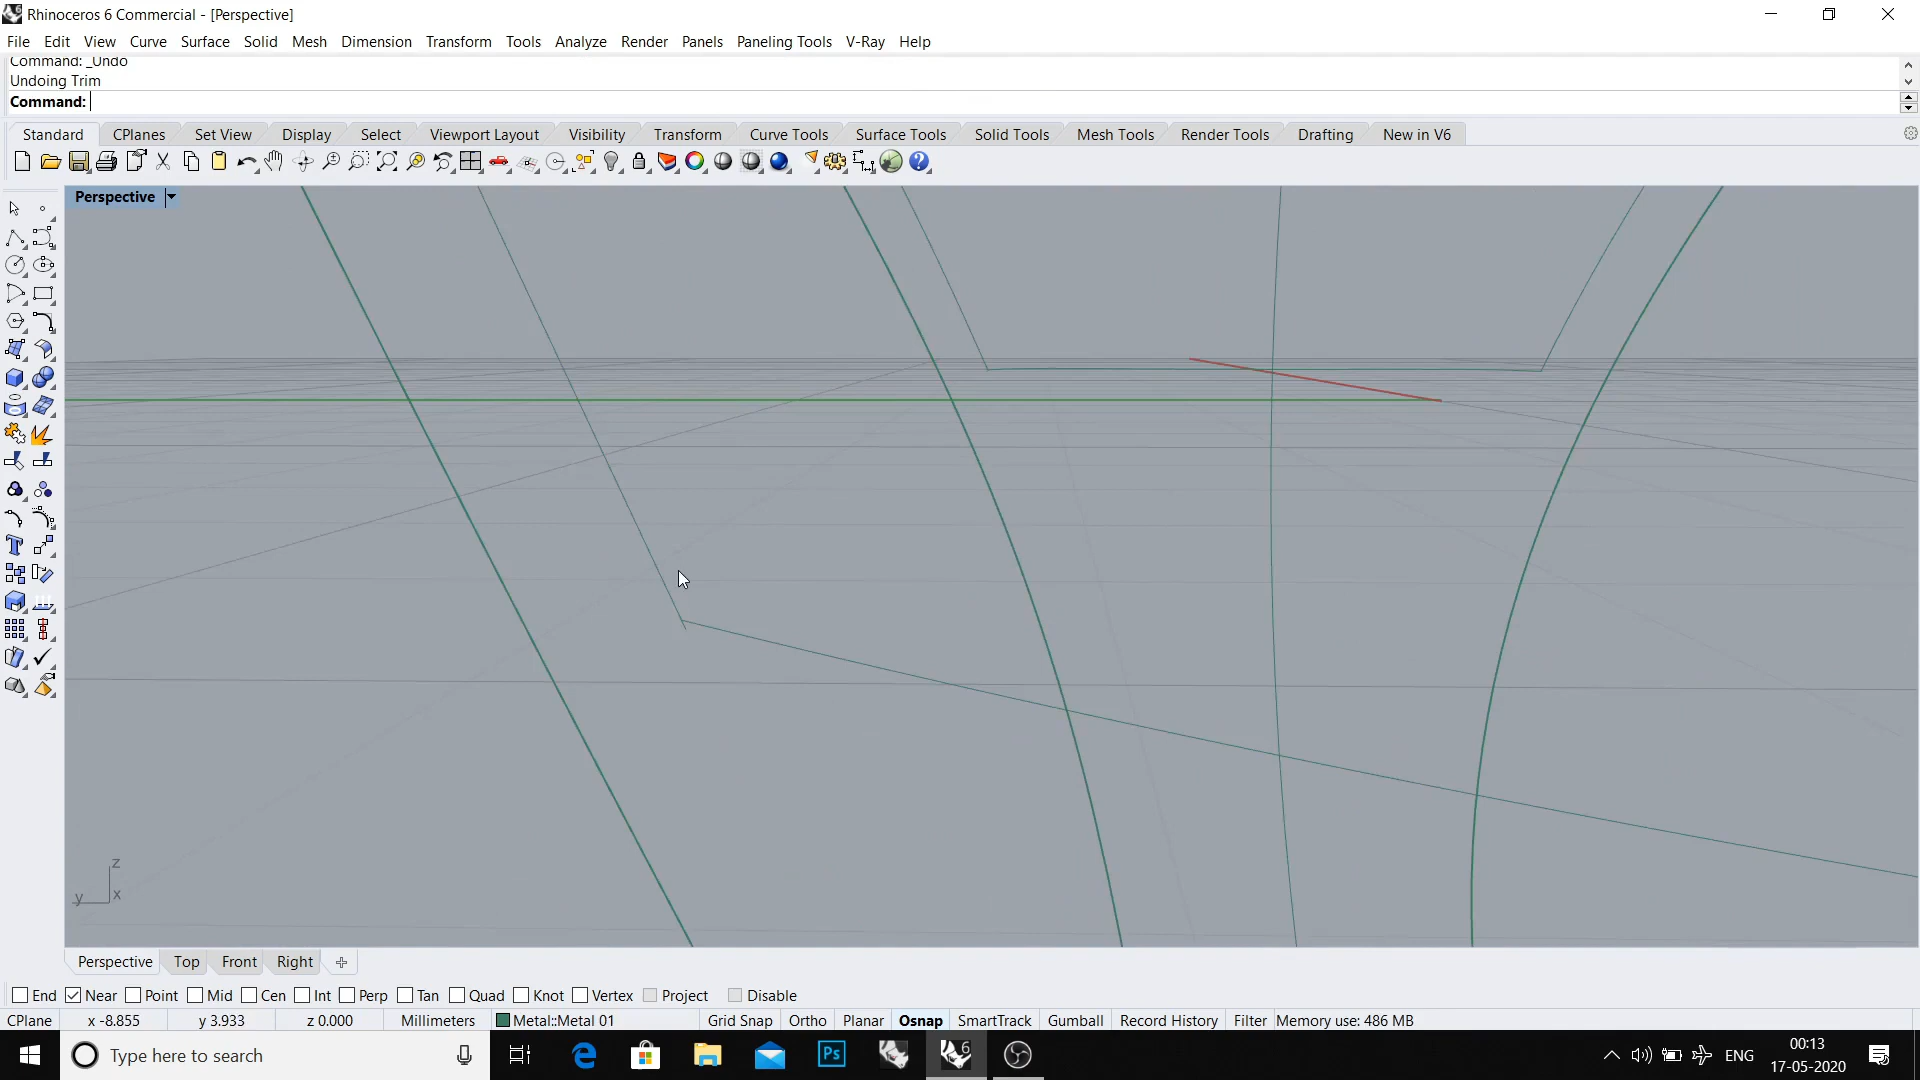 Rhinoceros 6 Commercial - [Perspective]
File Edit View Curve Surface Solid Mesh Dimension Transform Tools Analyze Render Panels Paneling Tools V-Ray Help
Command: _Undo
Undoing Trim
Command:
Standard CPlanes Set View Display Select Viewport Layout Visibility Transform Curve Tools Surface Tools Solid Tools Mesh Tools Render Tools Drafting New in V6
Perspective
z
y x
Perspective Top Front Right
End Near Point Mid Cen Int Perp Tan Quad Knot Vertex Project Disable
CPlane x -8.855 y 3.933 z 0.000 Millimeters Metal::Metal 01 Grid Snap Ortho Planar Osnap SmartTrack Gumball Record History Filter Memory use: 486 MB
Type here to search Ps 6 ENG 00:13
17-05-2020